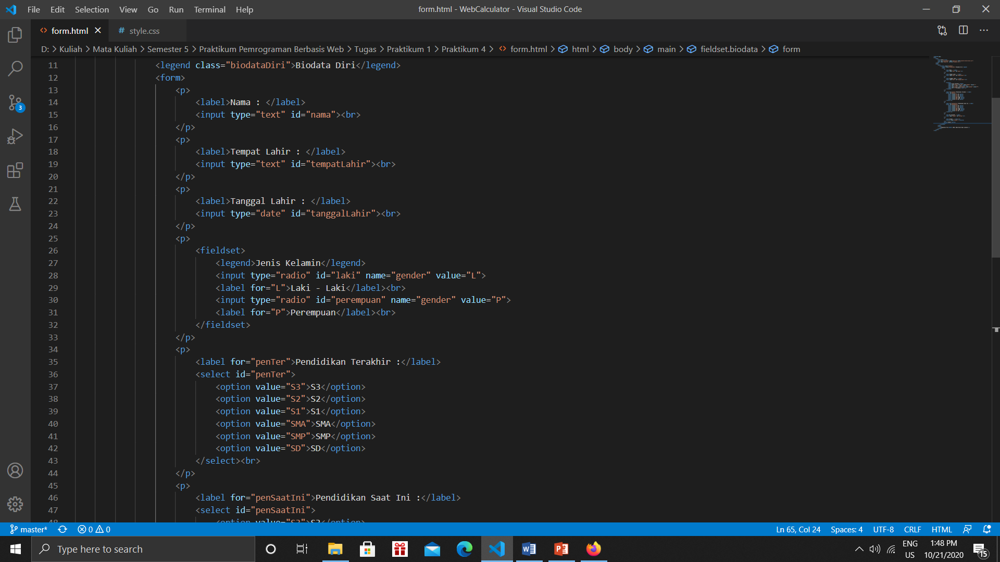 File Edit Selection View Go Run Terminal Help
form.html - WebCalculator - Visual Studio Code
form.html
# style.css
D: > Kuliah > Mata Kuliah > Semester 5 > Praktikum Pemrograman Berbasis Web > Tugas > Praktikum 1 > Praktikum 4 > form.html > html > body > main > fieldset.biodata > form
11 <legend class="biodataDiri">Biodata Diri</legend>
12 <form>
13 <p>
14 <label>Nama : </label>
15 <input type="text" id="nama"><br>
16 </p>
17 <p>
18 <label>Tempat Lahir : </label>
19 <input type="text" id="tempatLahir"><br>
20 </p>
21 <p>
22 <label>Tanggal Lahir : </label>
23 <input type="date" id="tanggalLahir"><br>
24 </p>
25 <p>
26 <fieldset>
27 <legend>Jenis Kelamin</legend>
28 <input type="radio" id="laki" name="gender" value="L">
29 <label for="L">Laki - Laki</label><br>
30 <input type="radio" id="perempuan" name="gender" value="P">
31 <label for="P">Perempuan</label><br>
32 </fieldset>
33 </p>
34 <p>
35 <label for="penTer">Pendidikan Terakhir :</label>
36 <select id="penTer">
37 <option value="S3">S3</option>
38 <option value="S2">S2</option>
39 <option value="S1">S1</option>
40 <option value="SMA">SMA</option>
41 <option value="SMP">SMP</option>
42 <option value="SD">SD</option>
43 </select><br>
44 </p>
45 <p>
46 <label for="penSaatIni">Pendidikan Saat Ini :</label>
47 <select id="penSaatIni">
48 <option value="S3">S3</option>
3
master* 0 0
Ln 65, Col 24 Spaces: 4 UTF-8 CRLF HTML
Type here to search
ENG
US
1:48 PM
10/21/2020
15